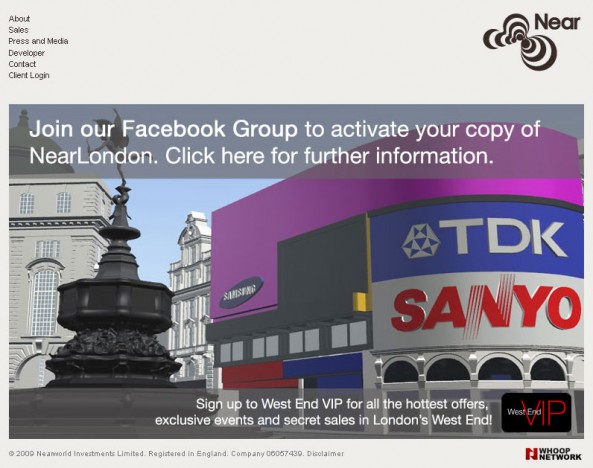 About
Sales
Press and Media
Developer
Contact
Client Login
Near
Join our Facebook Group to activate your copy of
NearLondon. Click here for further information.
TDK
SAMSUNG
SANYO
Sign up to West End VIP for all the hottest offers,
exclusive events and secret sales in London's West End!
West End VIP
© 2009 Nearworld Investments Limited. Registered in England. Company 06057439. Disclaimer
WHOOP
NETWORK